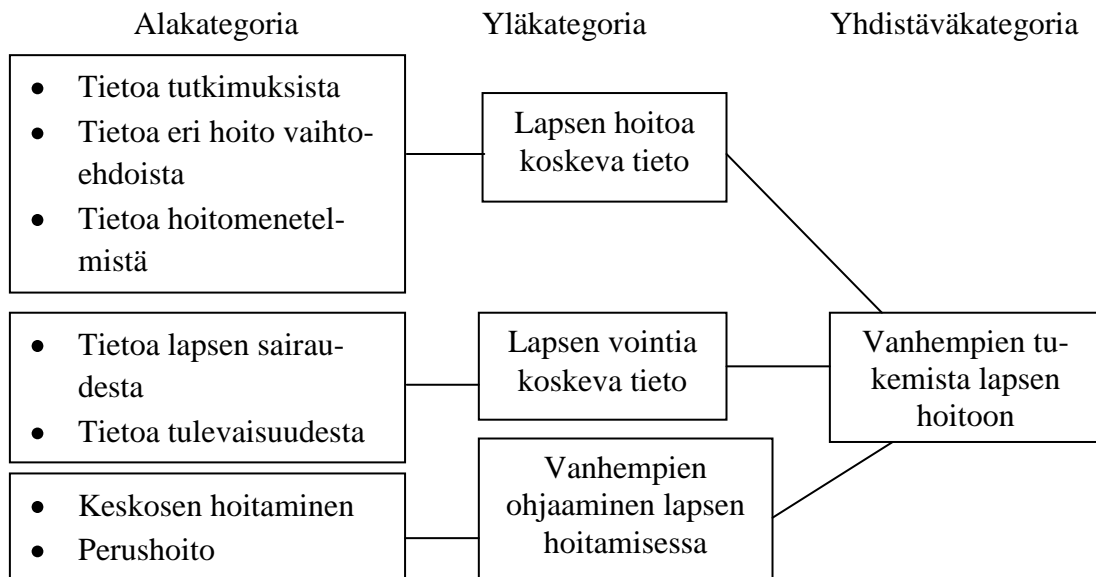 Alakategoria Yläkategoria Yhdistäväkategoria
• Tietoa tutkimuksista
• Tietoa eri hoito vaihto-
ehdoista
• Tietoa hoitomenetel-
mistä
Lapsen hoitoa
koskeva tieto
• Tietoa lapsen sairau-
desta
• Tietoa tulevaisuudesta
Lapsen vointia
koskeva tieto
Vanhempien tu-
kemista lapsen
hoitoon
• Keskosen hoitaminen
• Perushoito
Vanhempien
ohjaaminen lapsen
hoitamisessa